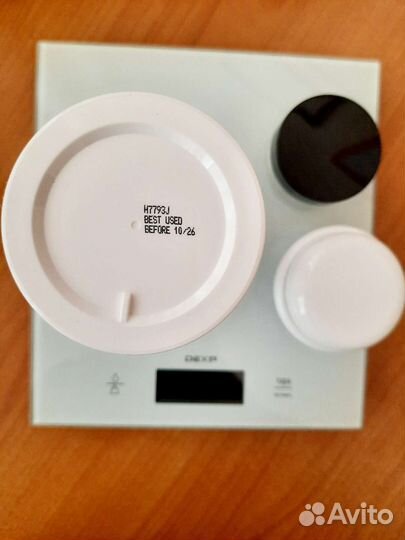 H7793J
BEST USED
BEFORE 10/26
DEXP
Avito